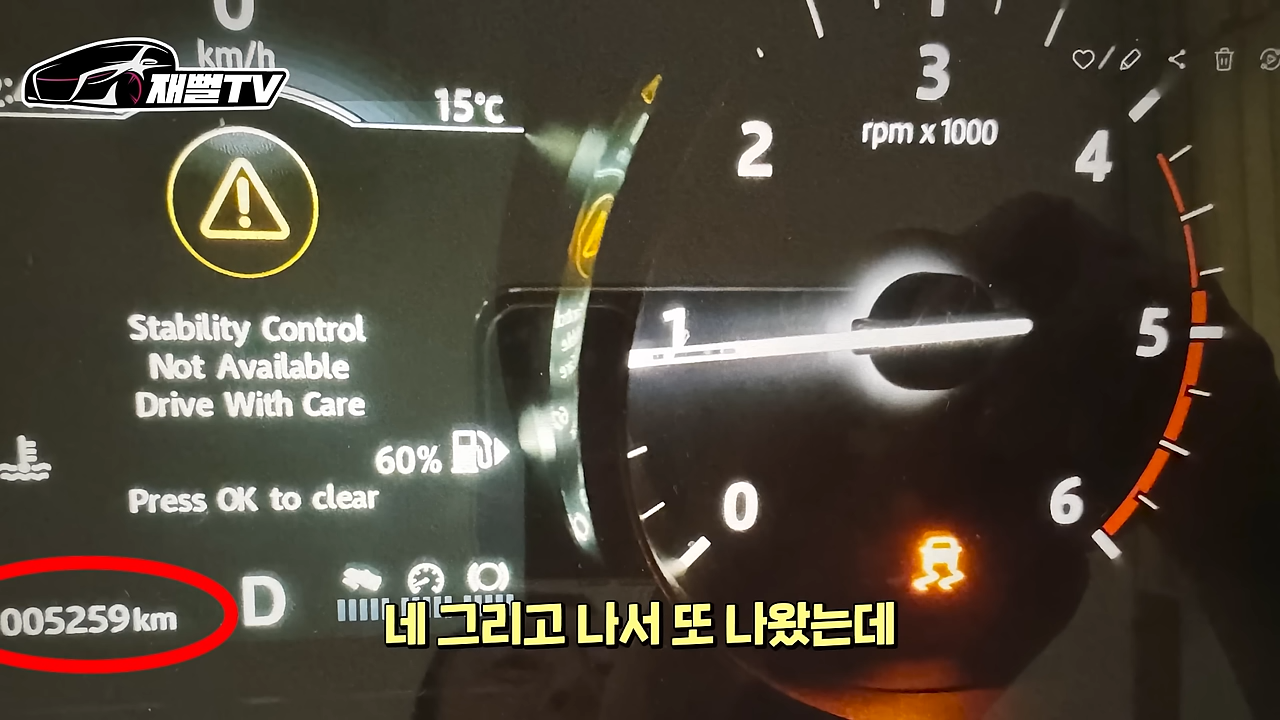 0
km/h
재뻘TV
15℃
Stability Control
Not Available
Drive With Care
60%
Press OK to clear
005259km
D
3
rpm x 1000
2
4
1
5
0
6
네 그리고 나서 또 나왔는데